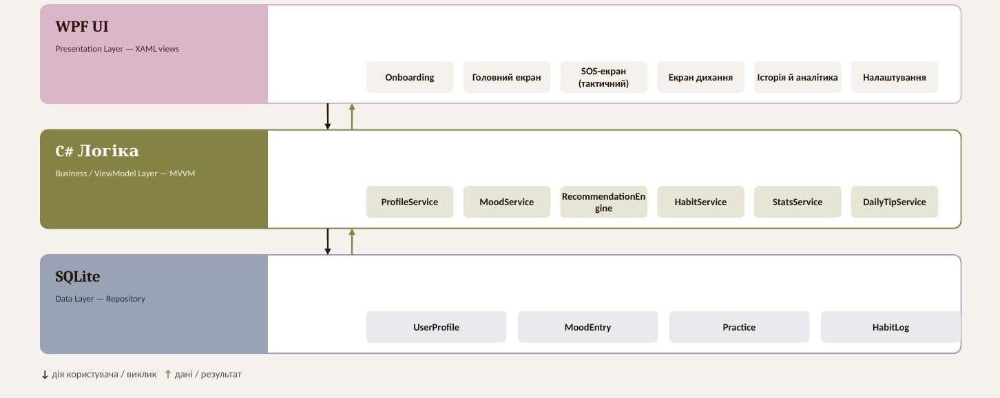 WPF UI
Presentation Layer — XAML views
Onboarding
Головний екран
SOS-екран
(тактичний)
Екран дихання
Історія й аналітика
Налаштування
C# Логіка
Business / ViewModel Layer — MVVM
ProfileService
MoodService
RecommendationEn
gine
HabitService
StatsService
DailyTipService
SQLite
Data Layer — Repository
UserProfile
MoodEntry
Practice
HabitLog
↓ дія користувача / виклик ↑ дані / результат